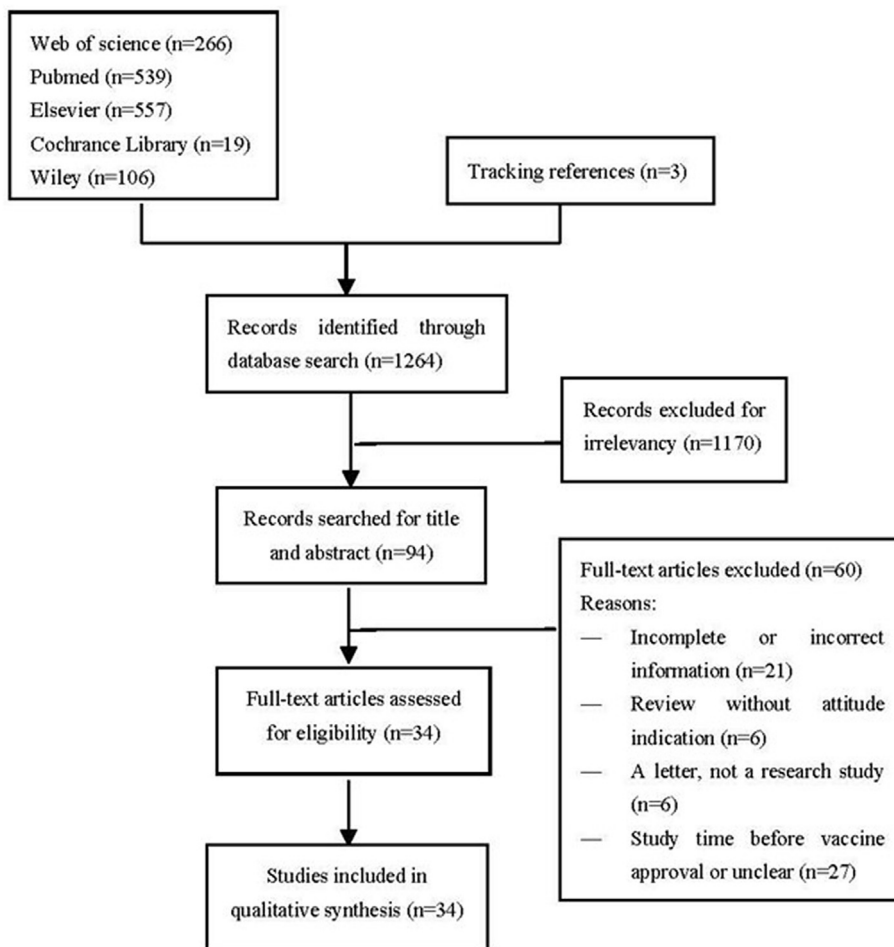 Web of science (n=266)
Pubmed (n=539)
Elsevier (n=557)
Cochrance Library (n=19)
Wiley (n=106)
Tracking references (n=3)
Records identified through
database search (n=1264)
Records excluded for
irrelevancy (n=1170)
Records searched for title
and abstract (n=94)
Full-text articles excluded (n=60)
Reasons:
— Incomplete or incorrect
information (n=21)
— Review without attitude
indication (n=6)
— A letter, not a research study
(n=6)
— Study time before vaccine
approval or unclear (n=27)
Full-text articles assessed
for eligibility (n=34)
Studies included in
qualitative synthesis (n=34)